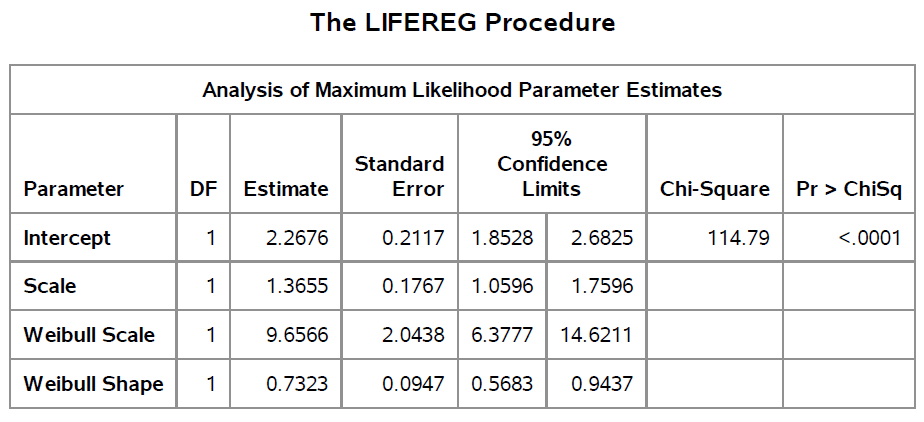 The LIFEREG Procedure
Analysis of Maximum Likelihood Parameter Estimates
Parameter DF Estimate Standard Error 95% Confidence Limits Chi-Square Pr > ChiSq
Intercept 1 2.2676 0.2117 1.8528 2.6825 114.79 <.0001
Scale 1 1.3655 0.1767 1.0596 1.7596
Weibull Scale 1 9.6566 2.0438 6.3777 14.6211
Weibull Shape 1 0.7323 0.0947 0.5683 0.9437